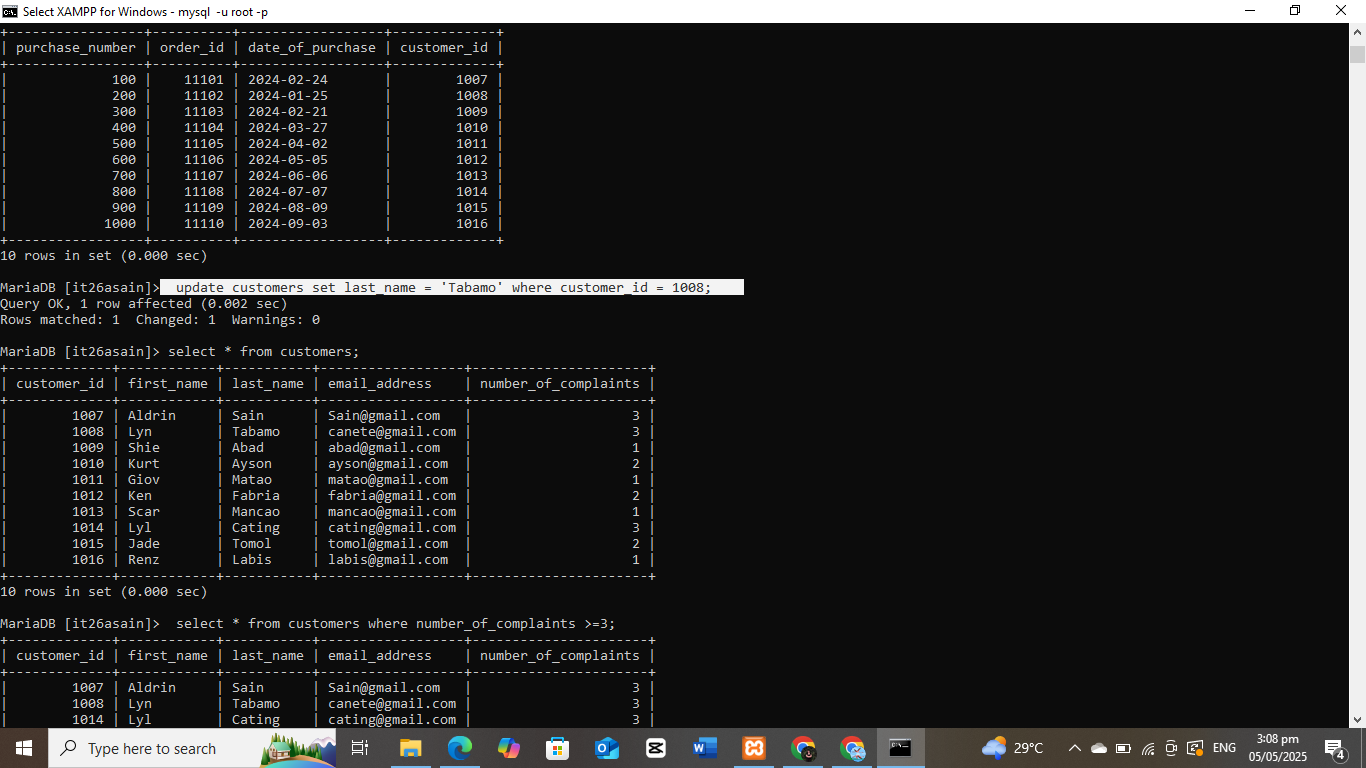 Select XAMPP for Windows - mysql  -u root -p
+-----------------+----------+------------------+-------------+
| purchase_number | order_id | date_of_purchase | customer_id |
+-----------------+----------+------------------+-------------+
|             100 |    11101 | 2024-02-24       |        1007 |
|             200 |    11102 | 2024-01-25       |        1008 |
|             300 |    11103 | 2024-02-21       |        1009 |
|             400 |    11104 | 2024-03-27       |        1010 |
|             500 |    11105 | 2024-04-02       |        1011 |
|             600 |    11106 | 2024-05-05       |        1012 |
|             700 |    11107 | 2024-06-06       |        1013 |
|             800 |    11108 | 2024-07-07       |        1014 |
|             900 |    11109 | 2024-08-09       |        1015 |
|            1000 |    11110 | 2024-09-03       |        1016 |
+-----------------+----------+------------------+-------------+
10 rows in set (0.000 sec)
MariaDB [it26asain]>  update customers set last_name = 'Tabamo' where customer_id = 1008;
Query OK, 1 row affected (0.002 sec)
Rows matched: 1  Changed: 1  Warnings: 0
MariaDB [it26asain]> select * from customers;
+-------------+------------+-----------+------------------+----------------------+
| customer_id | first_name | last_name | email_address    | number_of_complaints |
+-------------+------------+-----------+------------------+----------------------+
|        1007 | Aldrin     | Sain      | Sain@gmail.com   |                    3 |
|        1008 | Lyn        | Tabamo    | canete@gmail.com |                    3 |
|        1009 | Shie       | Abad      | abad@gmail.com   |                    1 |
|        1010 | Kurt       | Ayson     | ayson@gmail.com  |                    2 |
|        1011 | Giov       | Matao     | matao@gmail.com  |                    1 |
|        1012 | Ken        | Fabria    | fabria@gmail.com |                    2 |
|        1013 | Scar       | Mancao    | mancao@gmail.com |                    1 |
|        1014 | Lyl        | Cating    | cating@gmail.com |                    3 |
|        1015 | Jade       | Tomol     | tomol@gmail.com  |                    2 |
|        1016 | Renz       | Labis     | labis@gmail.com  |                    1 |
+-------------+------------+-----------+------------------+----------------------+
10 rows in set (0.000 sec)
MariaDB [it26asain]>  select * from customers where number_of_complaints >=3;
+-------------+------------+-----------+------------------+----------------------+
| customer_id | first_name | last_name | email_address    | number_of_complaints |
+-------------+------------+-----------+------------------+----------------------+
|        1007 | Aldrin     | Sain      | Sain@gmail.com   |                    3 |
|        1008 | Lyn        | Tabamo    | canete@gmail.com |                    3 |
|        1014 | Lyl        | Cating    | cating@gmail.com |                    3 |
Type here to search
29°C
ENG
3:08 pm
05/05/2025
4